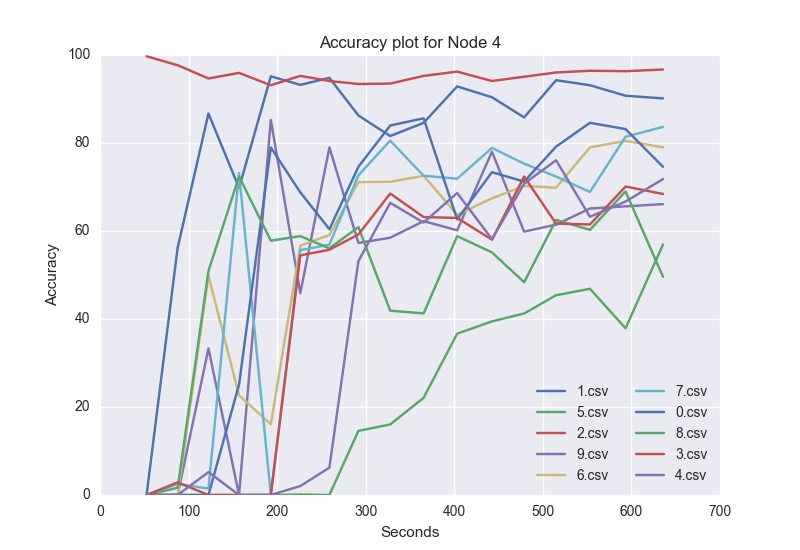 Accuracy plot for Node 4
100
80
60
40
20
0
Accuracy
0 100 200 300 400 500 600 700
Seconds
1.csv 7.csv
5.csv 0.csv
2.csv 8.csv
9.csv 3.csv
6.csv 4.csv